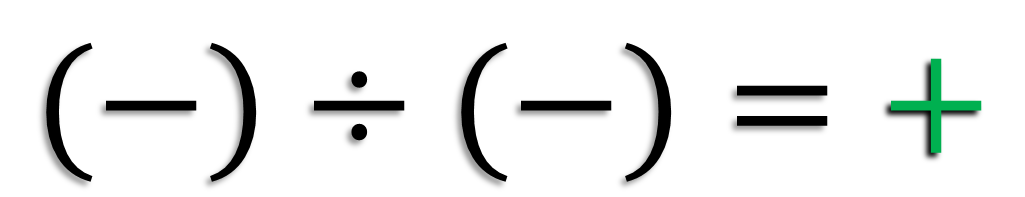 (−) ÷ (−) = +